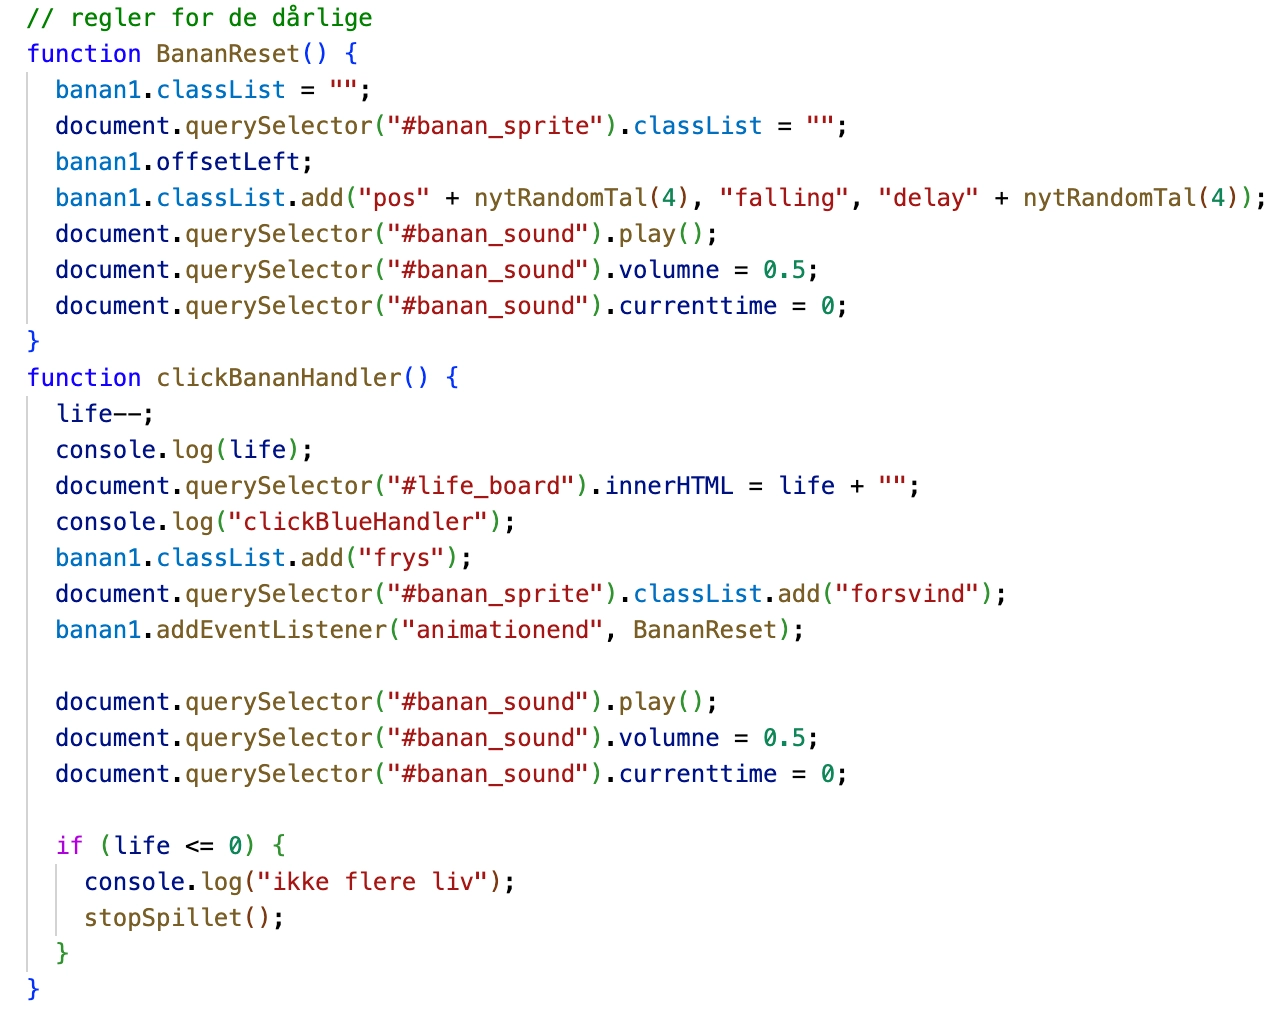 // regler for de dårlige
function BananReset() {
  banan1.classList = "";
  document.querySelector("#banan_sprite").classList = "";
  banan1.offsetLeft;
  banan1.classList.add("pos" + nytRandomTal(4), "falling", "delay" + nytRandomTal(4));
  document.querySelector("#banan_sound").play();
  document.querySelector("#banan_sound").volumne = 0.5;
  document.querySelector("#banan_sound").currenttime = 0;
}
function clickBananHandler() {
  life--;
  console.log(life);
  document.querySelector("#life_board").innerHTML = life + "";
  console.log("clickBlueHandler");
  banan1.classList.add("frys");
  document.querySelector("#banan_sprite").classList.add("forsvind");
  banan1.addEventListener("animationend", BananReset);

  document.querySelector("#banan_sound").play();
  document.querySelector("#banan_sound").volumne = 0.5;
  document.querySelector("#banan_sound").currenttime = 0;

  if (life <= 0) {
    console.log("ikke flere liv");
    stopSpillet();
  }
}